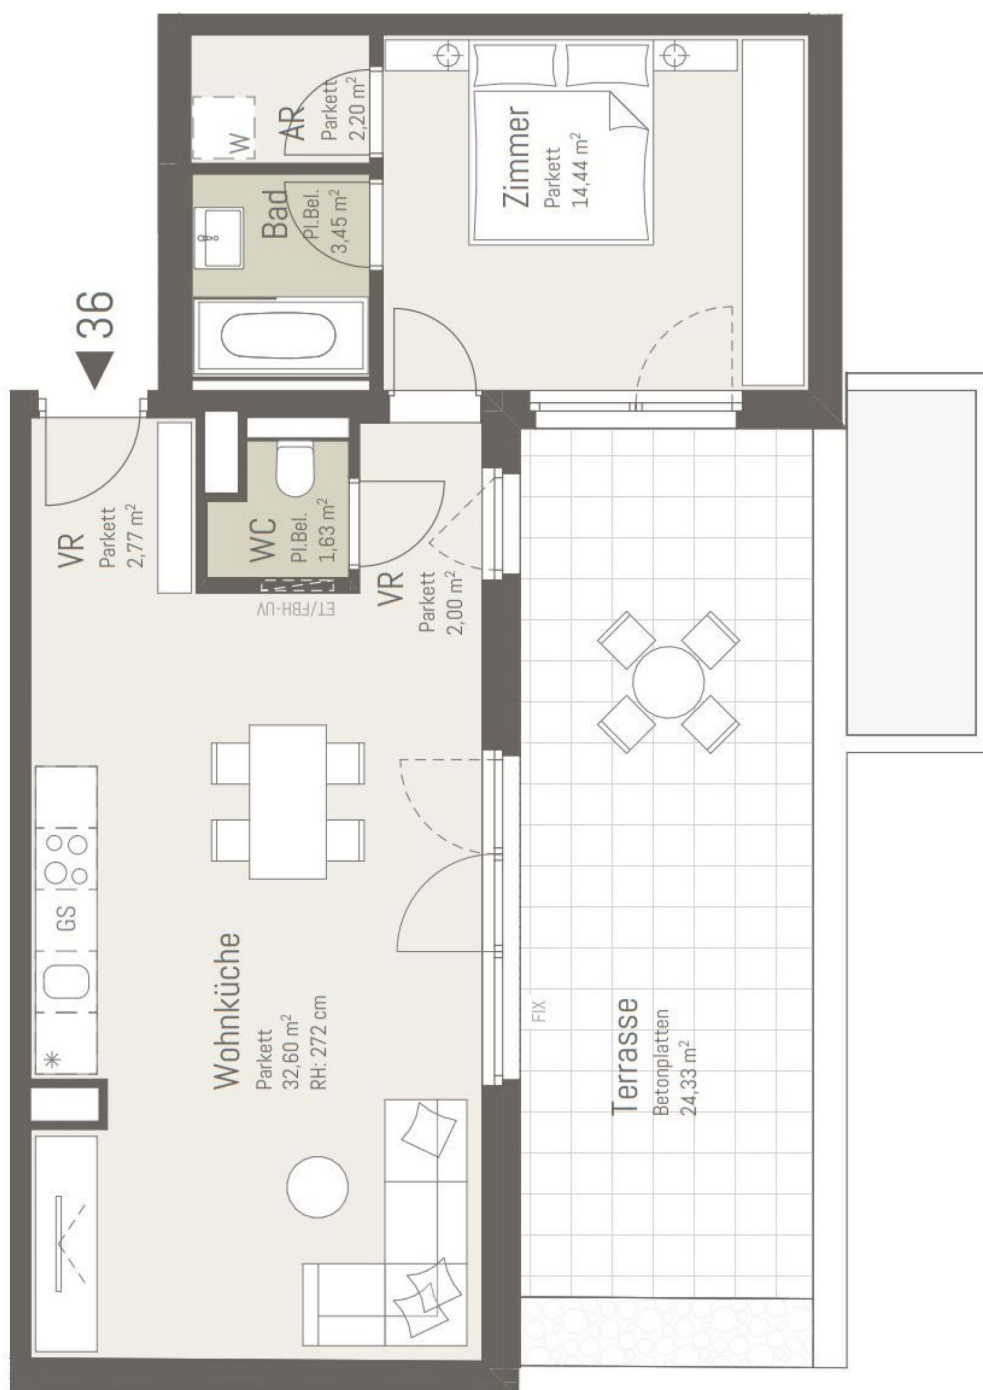 W
AR
Parkett
2,20 m²
Bad
Pl.Bel.
3,45 m²
Zimmer
Parkett
14,44 m²
36
VR
Parkett
2,77 m²
WC
Pl.Bel.
1,63 m²
ET/FBH-UV
VR
Parkett
2,00 m²
GS
Wohnküche
Parkett
32,60 m²
RH: 272 cm
FIX
Terrasse
Betonplatten
24,33 m²